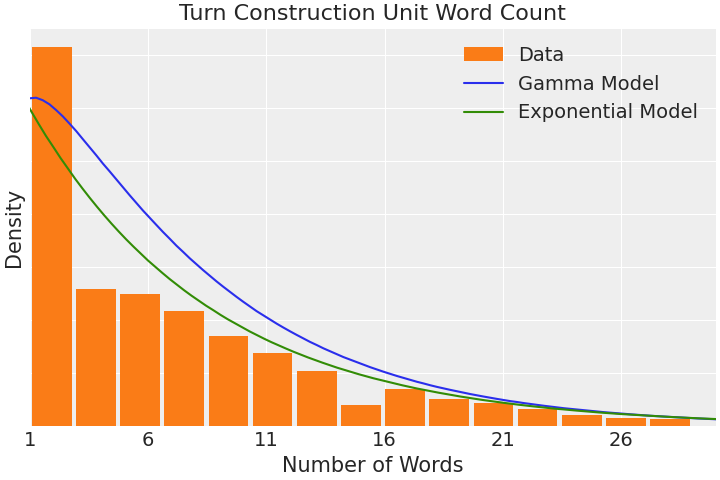 Turn Construction Unit Word Count
Data
Gamma Model
Exponential Model
Density
1 6 11 16 21 26
Number of Words